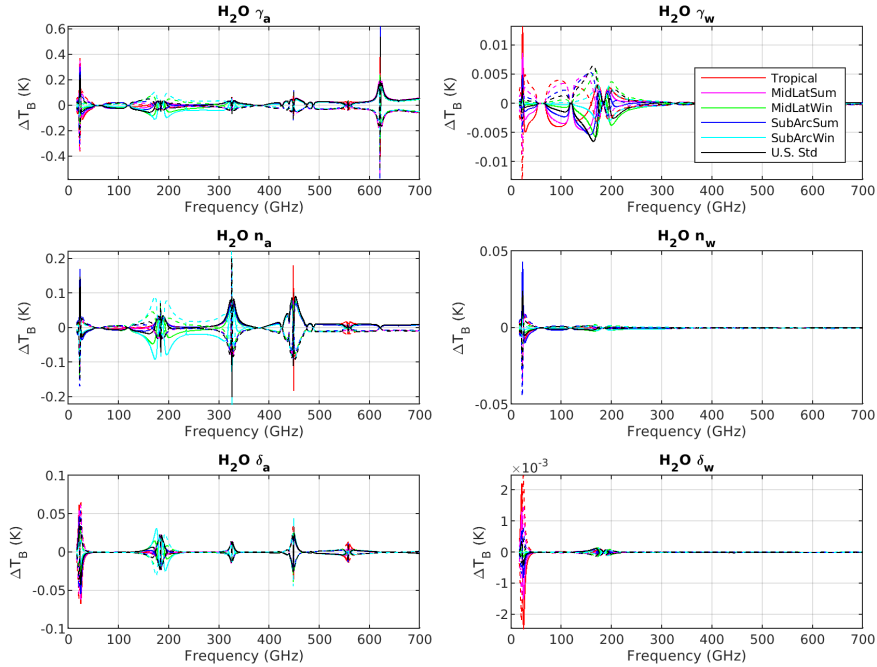 H2O γa
ΔTB (K)
0.6
0.4
0.2
0
-0.2
-0.4
0 100 200 300 400 500 600 700
Frequency (GHz)
H2O γw
ΔTB (K)
0.01
0.005
0
-0.005
-0.01
Tropical
MidLatSum
MidLatWin
SubArcSum
SubArcWin
U.S. Std
0 100 200 300 400 500 600 700
Frequency (GHz)
H2O na
ΔTB (K)
0.2
0.1
0
-0.1
-0.2
0 100 200 300 400 500 600 700
Frequency (GHz)
H2O nw
ΔTB (K)
0.05
0
-0.05
0 100 200 300 400 500 600 700
Frequency (GHz)
H2O δa
ΔTB (K)
0.1
0.05
0
-0.05
-0.1
0 100 200 300 400 500 600 700
Frequency (GHz)
H2O δw
×10-3
ΔTB (K)
2
1
0
-1
-2
0 100 200 300 400 500 600 700
Frequency (GHz)